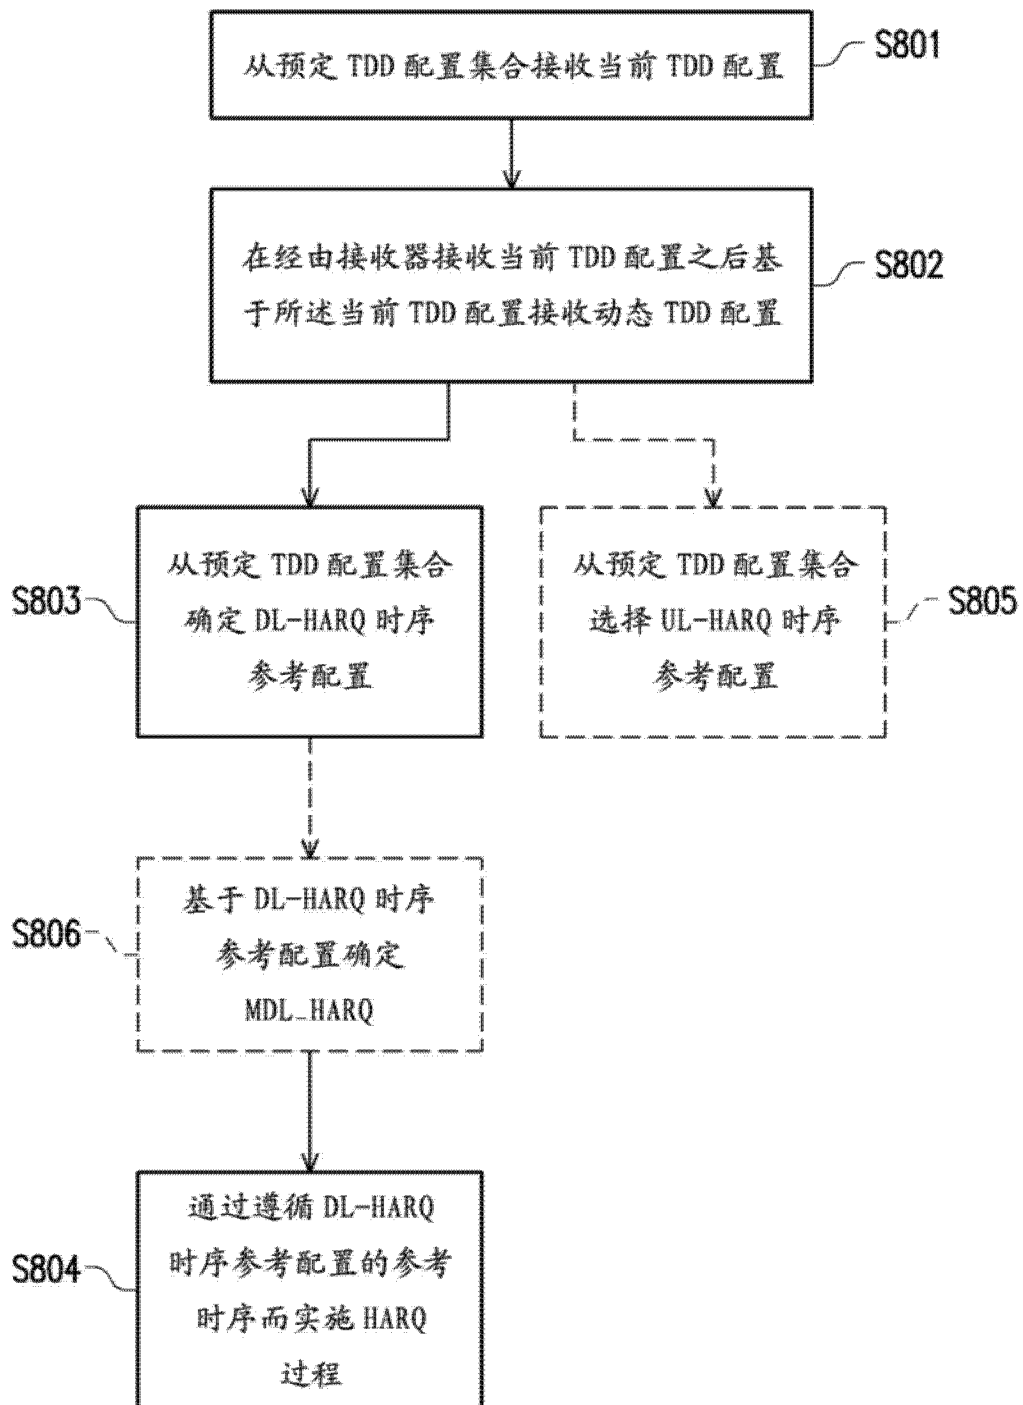 从预定 TDD 配置集合接收当前 TDD 配置
S801
在经由接收器接收当前 TDD 配置之后基
于所述当前 TDD 配置接收动态 TDD 配置
S802
从预定 TDD 配置集合
确定 DL-HARQ 时序
参考配置
S803
从预定 TDD 配置集合
选择 UL-HARQ 时序
参考配置
S805
基于 DL-HARQ 时序
参考配置确定
MDL_HARQ
S806
通过遵循 DL-HARQ
时序参考配置的参考
时序而实施 HARQ
过程
S804